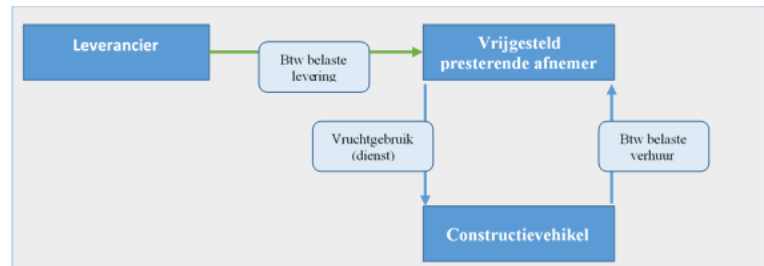 Leverancier
Btw belaste
levering
Vrijgesteld
presterende afnemer
Vruchtgebruik
(dienst)
Btw belaste
verhuur
Constructievehikel